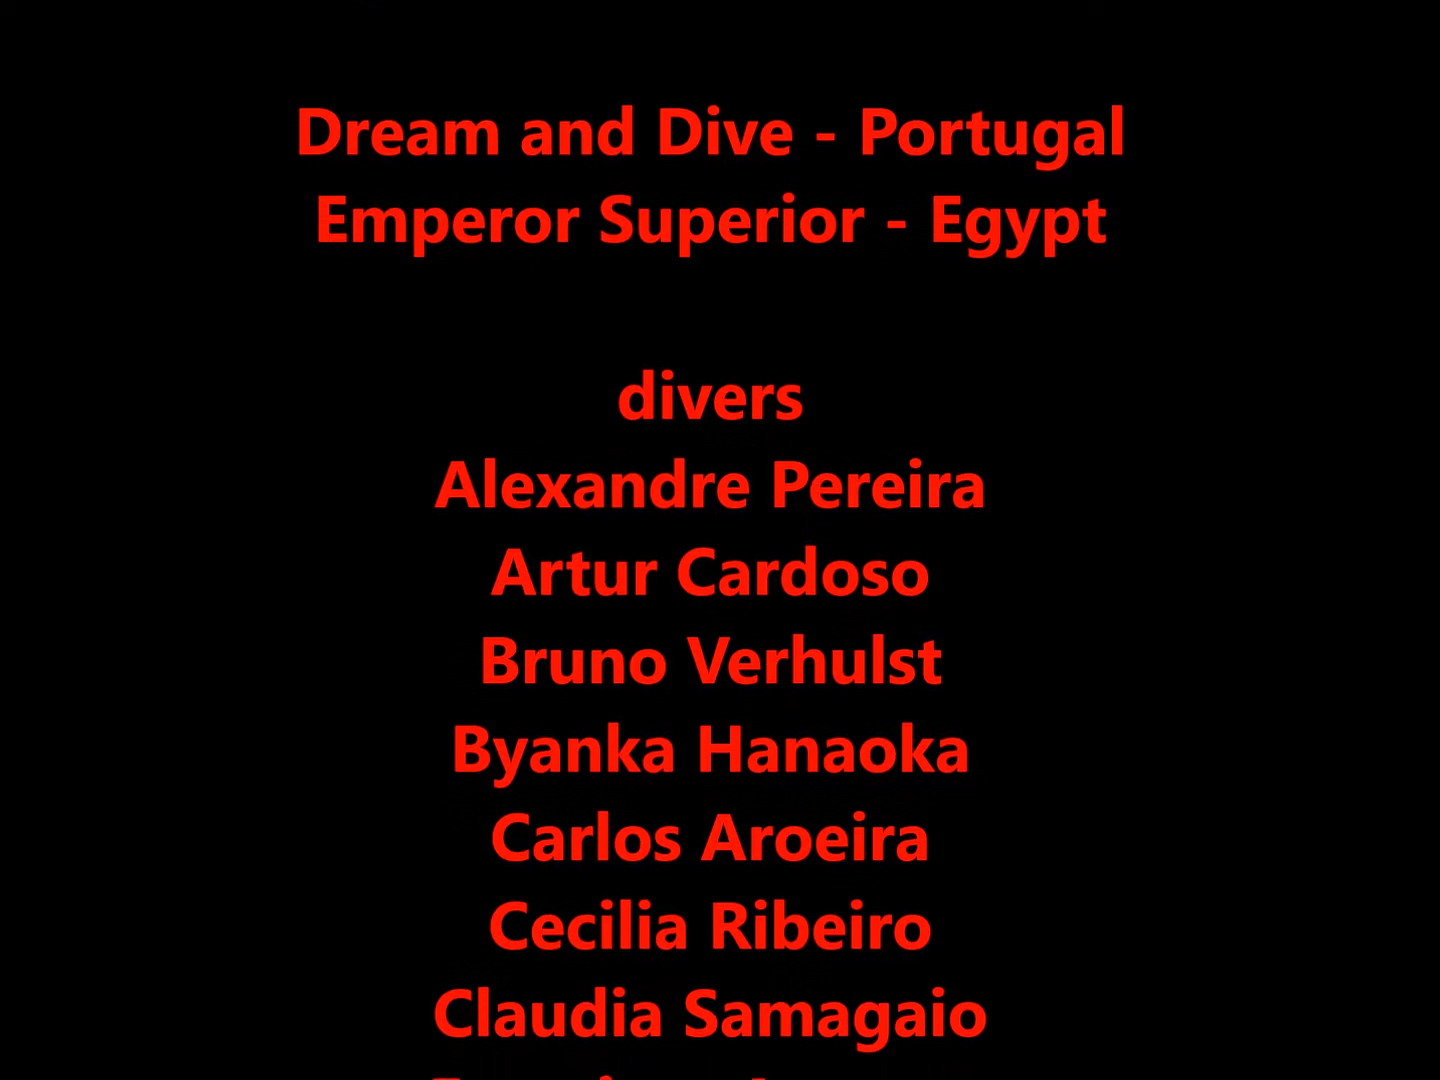 Dream and Dive - Portugal
Emperor Superior - Egypt
divers
Alexandre Pereira
Artur Cardoso
Bruno Verhulst
Byanka Hanaoka
Carlos Aroeira
Cecilia Ribeiro
Claudia Samagaio